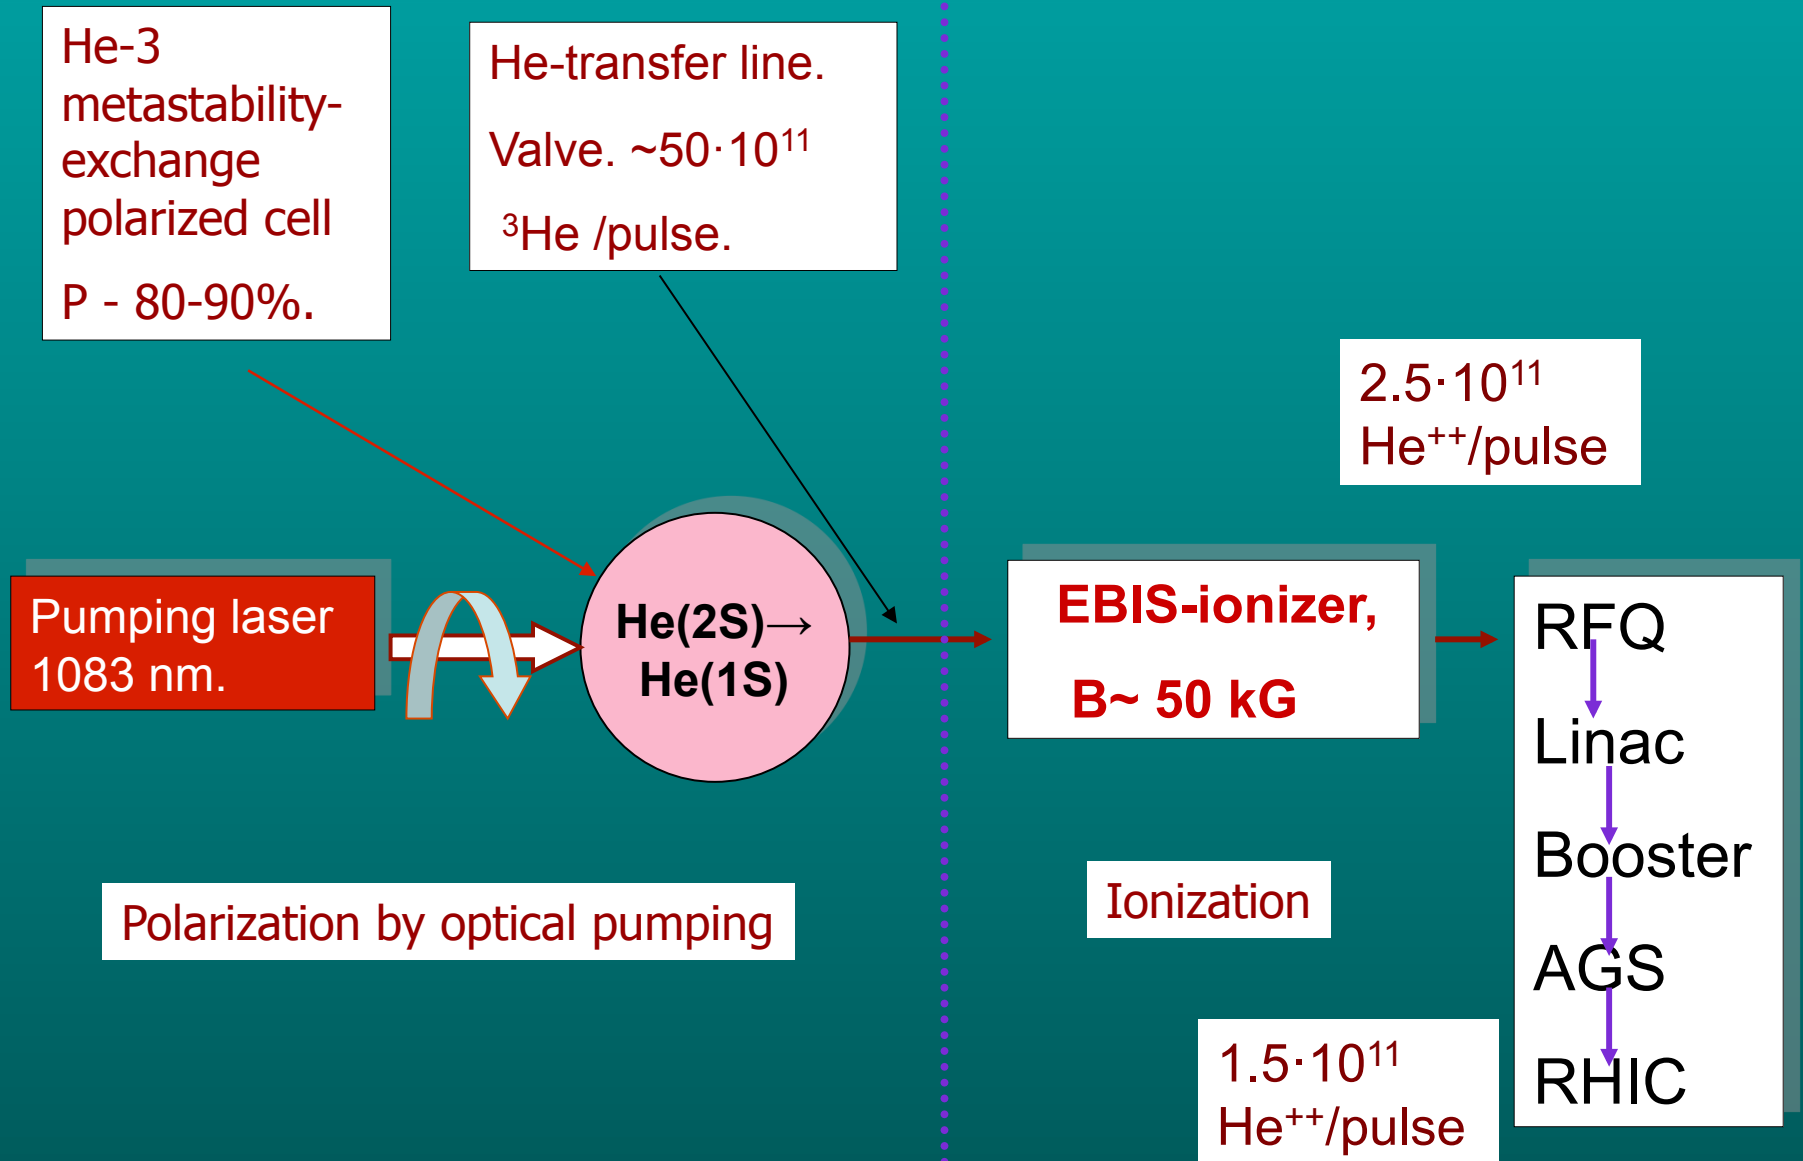 He-3
metastability-
exchange
polarized cell
P - 80-90%.
He-transfer line.
Valve. ~50·10¹¹
³He /pulse.
2.5·10¹¹
He⁺⁺/pulse
Pumping laser
1083 nm.
He(2S)→
He(1S)
EBIS-ionizer,
B~ 50 kG
RFQ
Linac
Booster
AGS
RHIC
Polarization by optical pumping
Ionization
1.5·10¹¹
He⁺⁺/pulse